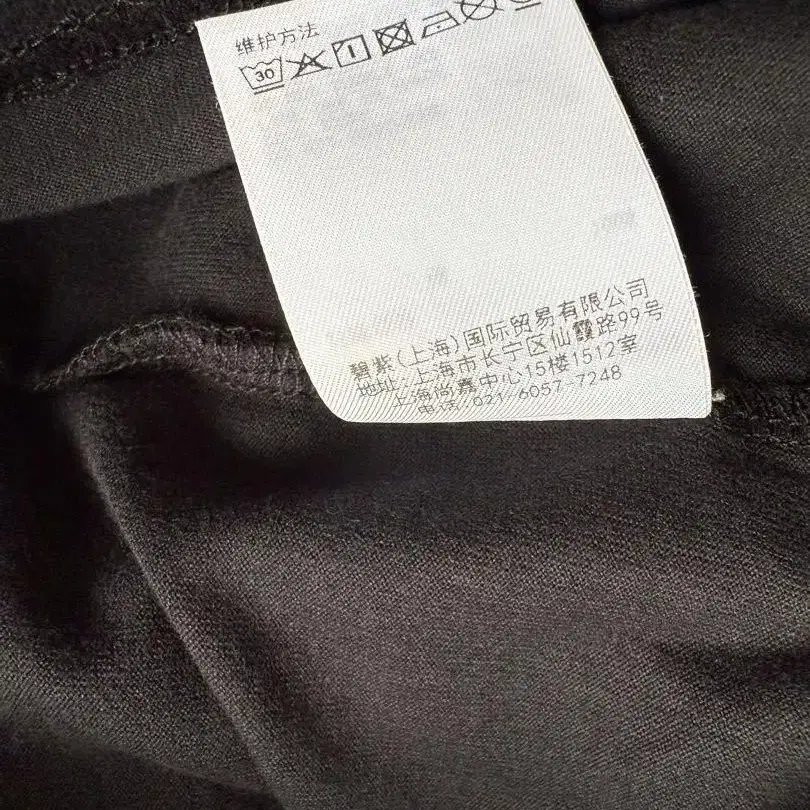 维护方法
30
碧紫(上海)国际贸易有限公司
地址:上海市长宁区仙霞路99号
上海尚嘉中心15楼1512室
电话:021-6057-7248